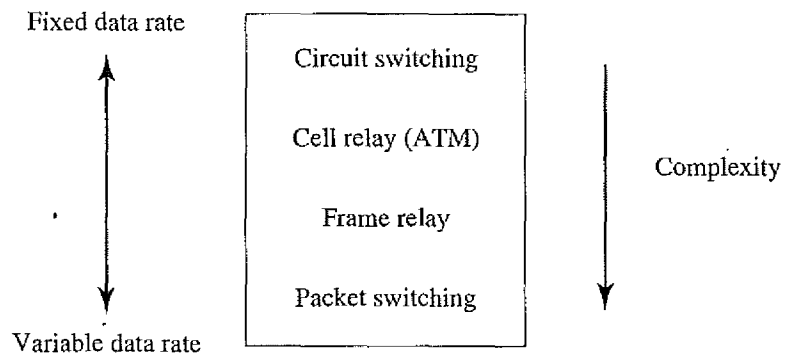 Fixed data rate
Circuit switching
Cell relay (ATM)
Complexity
Frame relay
Packet switching
Variable data rate